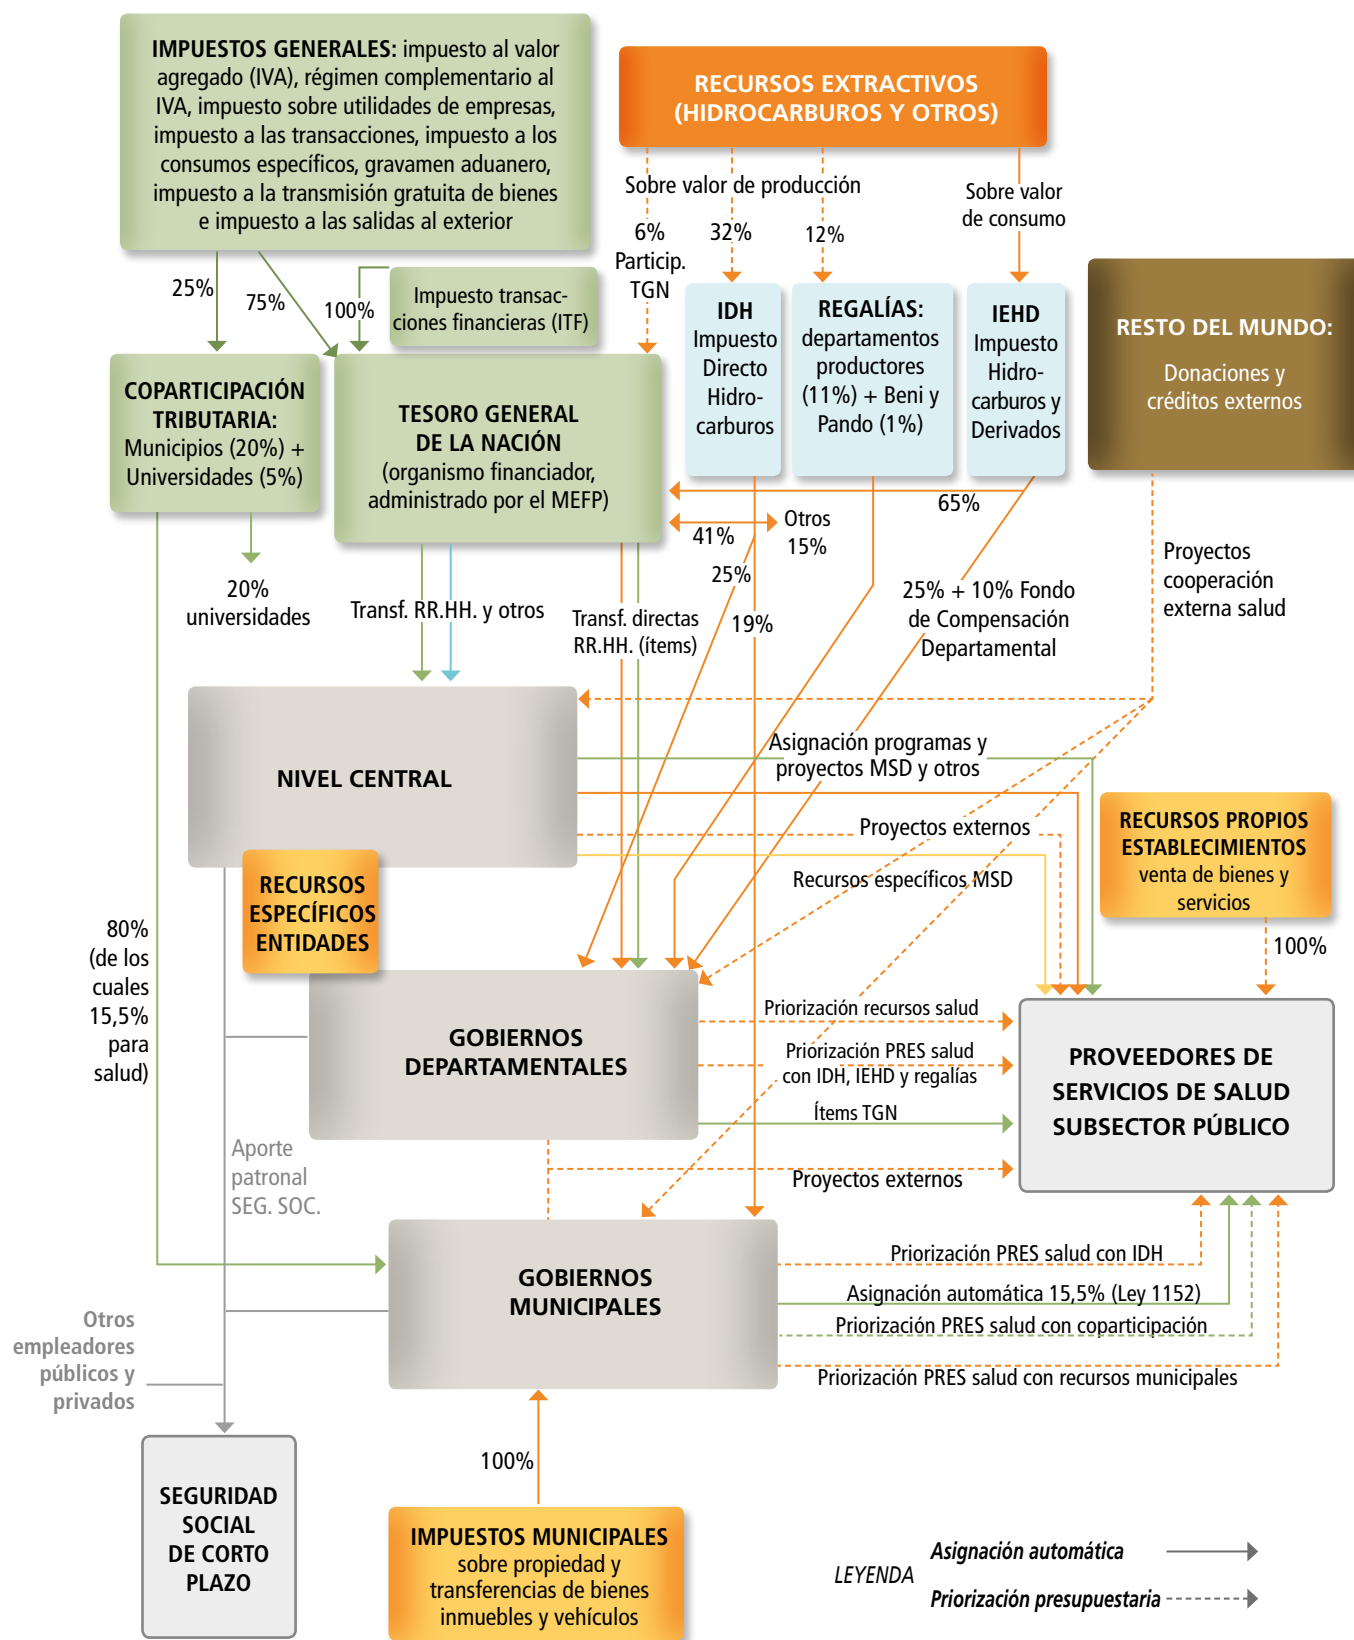 IMPUESTOS GENERALES: impuesto al valor
agregado (IVA), régimen complementario al
IVA, impuesto sobre utilidades de empresas,
impuesto a las transacciones, impuesto a los
consumos específicos, gravamen aduanero,
impuesto a la transmisión gratuita de bienes
e impuesto a las salidas al exterior
RECURSOS EXTRACTIVOS
(HIDROCARBUROS Y OTROS)
Sobre valor de producción
Sobre valor
de consumo
6%
Particip.
TGN
32%
12%
25%
75%
100%
Impuesto transac-
ciones financieras (ITF)
IDH
Impuesto
Directo
Hidro-
carburos
REGALÍAS:
departamentos
productores
(11%) + Beni y
Pando (1%)
IEHD
Impuesto
Hidro-
carburos y
Derivados
RESTO DEL MUNDO:
Donaciones y
créditos externos
COPARTICIPACIÓN
TRIBUTARIA:
Municipios (20%) +
Universidades (5%)
TESORO GENERAL
DE LA NACIÓN
(organismo financiador,
administrado por el MEFP)
65%
41%
Otros
15%
25%
19%
20%
universidades
Transf. RR.HH. y otros
Transf. directas
RR.HH. (ítems)
25% + 10% Fondo
de Compensación
Departamental
Proyectos
cooperación
externa salud
NIVEL CENTRAL
Asignación programas y
proyectos MSD y otros
Proyectos externos
Recursos específicos MSD
RECURSOS PROPIOS
ESTABLECIMIENTOS
venta de bienes y
servicios
100%
RECURSOS
ESPECÍFICOS
ENTIDADES
80%
(de los
cuales
15,5%
para
salud)
GOBIERNOS
DEPARTAMENTALES
Priorización recursos salud
Priorización PRES salud
con IDH, IEHD y regalías
Ítems TGN
Proyectos externos
PROVEEDORES DE
SERVICIOS DE SALUD
SUBSECTOR PÚBLICO
Aporte
patronal
SEG. SOC.
GOBIERNOS
MUNICIPALES
Priorización PRES salud con IDH
Asignación automática 15,5% (Ley 1152)
Priorización PRES salud con coparticipación
Priorización PRES salud con recursos municipales
Otros
empleadores
públicos y
privados
100%
SEGURIDAD
SOCIAL
DE CORTO
PLAZO
IMPUESTOS MUNICIPALES
sobre propiedad y
transferencias de bienes
inmuebles y vehículos
LEYENDA
Asignación automática
Priorización presupuestaria